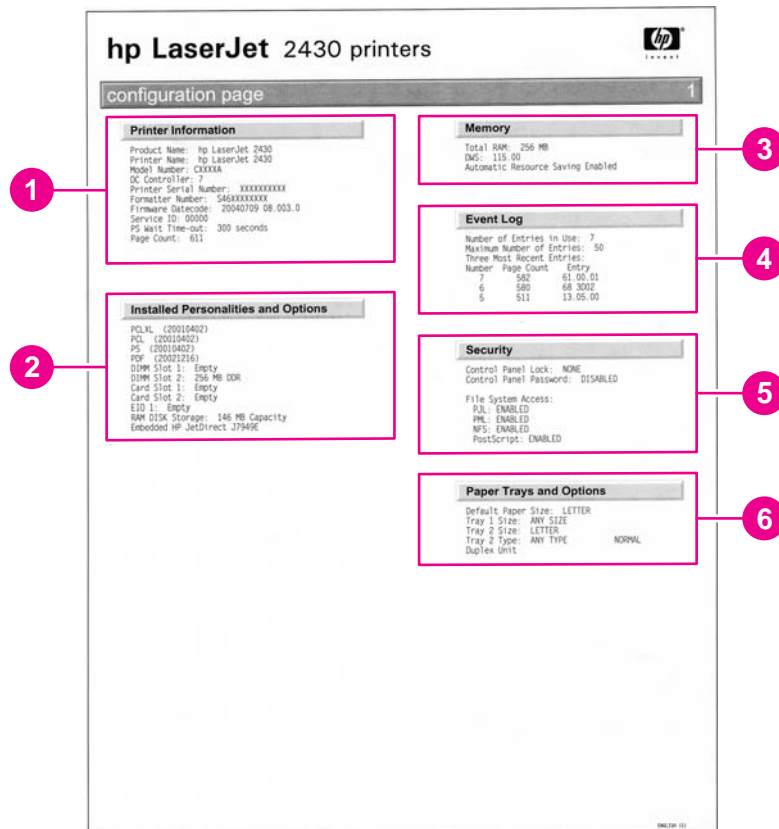 hp LaserJet 2430 printers
hp
invent
configuration page 1
1
Printer Information
Product Name: hp LaserJet 2430
Printer Name: hp LaserJet 2430
Model Number: CXXXXA
DC Controller: 7
Printer Serial Number: XXXXXXXXXX
Formatter Number: S46XXXXXXXX
Firmware Datecode: 20040709 08.003.0
Service ID: 00000
PS Wait Time-out: 300 seconds
Page Count: 611
2
Installed Personalities and Options
PCLXL (20010402)
PCL (20010402)
PS (20010402)
PDF (20021216)
DIMM Slot 1: Empty
DIMM Slot 2: 256 MB DDR
Card Slot 1: Empty
Card Slot 2: Empty
EIO 1: Empty
RAM DISK Storage: 146 MB Capacity
Embedded HP JetDirect J7949E
3
Memory
Total RAM: 256 MB
DWS: 115.00
Automatic Resource Saving Enabled
4
Event Log
Number of Entries in Use: 7
Maximum Number of Entries: 50
Three Most Recent Entries:
Number Page Count Entry
7 582 61.00.01
6 580 68 3D02
5 511 13.05.00
5
Security
Control Panel Lock: NONE
Control Panel Password: DISABLED
File System Access:
PJL: ENABLED
PML: ENABLED
NFS: ENABLED
PostScript: ENABLED
6
Paper Trays and Options
Default Paper Size: LETTER
Tray 1 Size: ANY SIZE
Tray 2 Size: LETTER
Tray 2 Type: ANY TYPE NORMAL
Duplex Unit